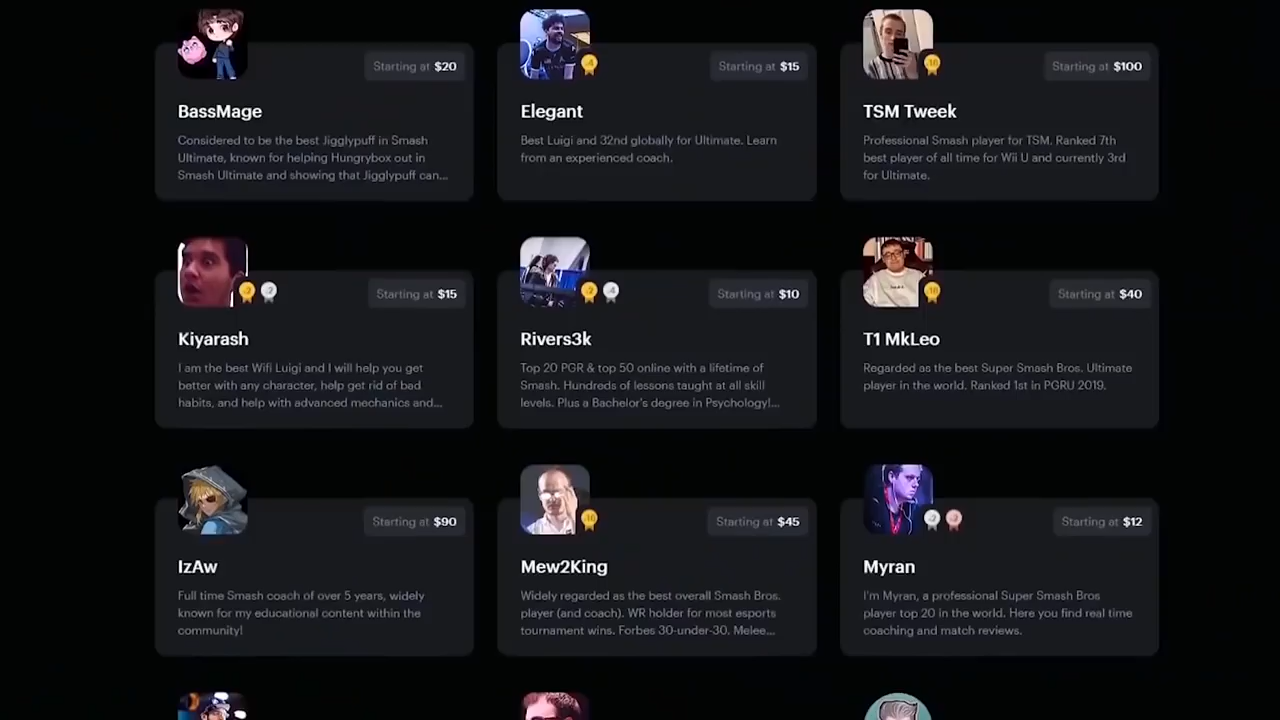 Starting at $20
BassMage
Considered to be the best Jigglypuff in Smash
Ultimate, known for helping Hungrybox out in
Smash Ultimate and showing that Jigglypuff can...
Starting at $15
Elegant
Best Luigi and 32nd globally for Ultimate. Learn
from an experienced coach.
Starting at $100
TSM Tweek
Professional Smash player for TSM. Ranked 7th
best player of all time for Wii U and currently 3rd
for Ultimate.
Starting at $15
Kiyarash
I am the best Wifi Luigi and I will help you get
better with any character, help get rid of bad
habits, and help with advanced mechanics and...
Starting at $10
Rivers3k
Top 20 PGR & top 50 online with a lifetime of
Smash. Hundreds of lessons taught at all skill
levels. Plus a Bachelor's degree in Psychology!...
Starting at $40
T1 MkLeo
Regarded as the best Super Smash Bros. Ultimate
player in the world. Ranked 1st in PGRU 2019.
Starting at $90
IzAw
Full time Smash coach of over 5 years, widely
known for my educational content within the
community!
Starting at $45
Mew2King
Widely regarded as the best overall Smash Bros.
player (and coach). WR holder for most esports
tournament wins. Forbes 30-under-30. Melee...
Starting at $12
Myran
I'm Myran, a professional Super Smash Bros
player top 20 in the world. Here you find real time
coaching and match reviews.